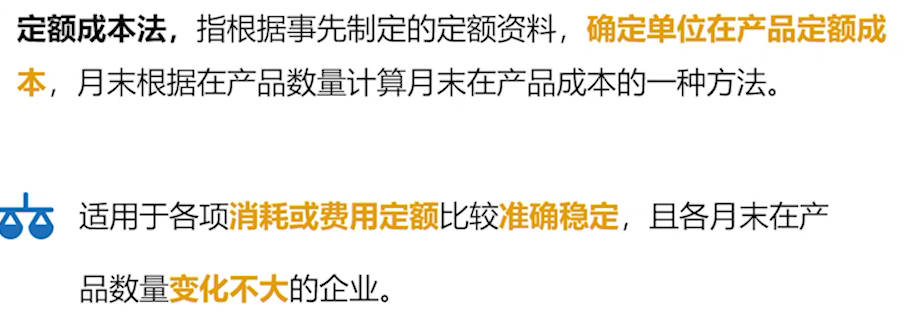 定额成本法，指根据事先制定的定额资料，确定单位在产品定额成
本，月末根据在产品数量计算月末在产品成本的一种方法。
适用于各项消耗或费用定额比较准确稳定，且各月末在产
品数量变化不大的企业。